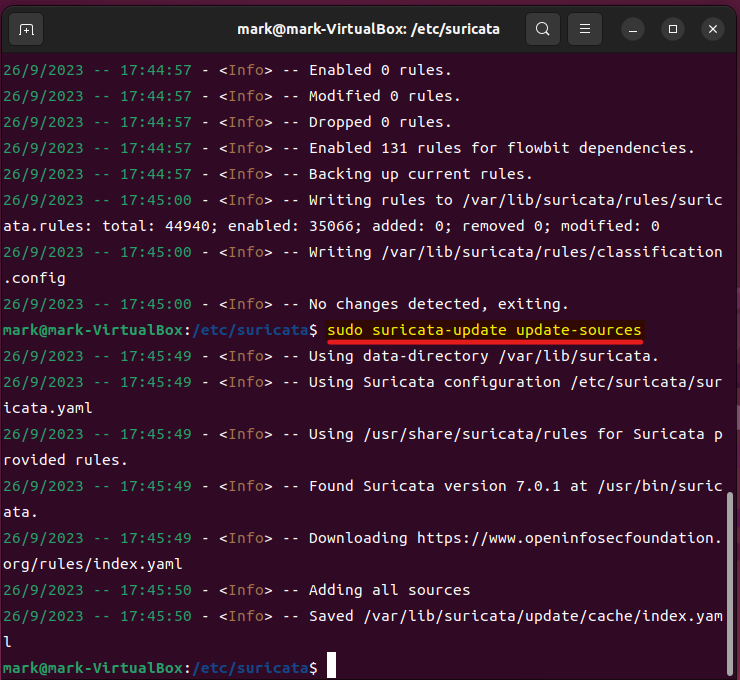 mark@mark-VirtualBox: /etc/suricata
26/9/2023 -- 17:44:57 - <Info> -- Enabled 0 rules.
26/9/2023 -- 17:44:57 - <Info> -- Modified 0 rules.
26/9/2023 -- 17:44:57 - <Info> -- Dropped 0 rules.
26/9/2023 -- 17:44:57 - <Info> -- Enabled 131 rules for flowbit dependencies.
26/9/2023 -- 17:44:57 - <Info> -- Backing up current rules.
26/9/2023 -- 17:45:00 - <Info> -- Writing rules to /var/lib/suricata/rules/suric
ata.rules: total: 44940; enabled: 35066; added: 0; removed 0; modified: 0
26/9/2023 -- 17:45:00 - <Info> -- Writing /var/lib/suricata/rules/classification
.config
26/9/2023 -- 17:45:00 - <Info> -- No changes detected, exiting.
mark@mark-VirtualBox:/etc/suricata$ sudo suricata-update update-sources
26/9/2023 -- 17:45:49 - <Info> -- Using data-directory /var/lib/suricata.
26/9/2023 -- 17:45:49 - <Info> -- Using Suricata configuration /etc/suricata/sur
icata.yaml
26/9/2023 -- 17:45:49 - <Info> -- Using /usr/share/suricata/rules for Suricata p
rovided rules.
26/9/2023 -- 17:45:49 - <Info> -- Found Suricata version 7.0.1 at /usr/bin/suric
ata.
26/9/2023 -- 17:45:49 - <Info> -- Downloading https://www.openinfosecfoundation.
org/rules/index.yaml
26/9/2023 -- 17:45:50 - <Info> -- Adding all sources
26/9/2023 -- 17:45:50 - <Info> -- Saved /var/lib/suricata/update/cache/index.yam
l
mark@mark-VirtualBox:/etc/suricata$